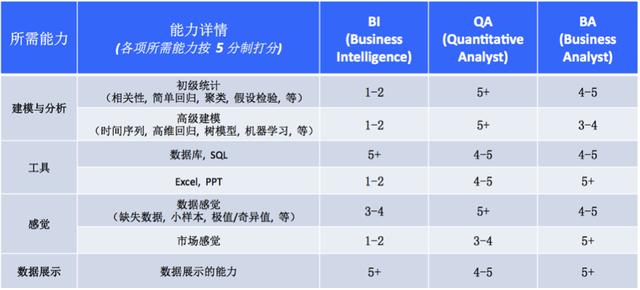 所需能力 能力详情 BI QA BA
(各项所需能力按 5 分制打分) (Business (Quantitative (Business
Intelligence) Analyst) Analyst)
建模与分析 初级统计 1–2 5+ 4–5
(相关性, 简单回归, 聚类, 假设检验, 等)
高级建模 1–2 5+ 3–4
(时间序列, 高维回归, 树模型, 机器学习, 等)
工具 数据库, SQL 5+ 4–5 4–5
Excel, PPT 1–2 4–5 5+
感觉 数据感觉 3–4 5+ 4–5
(缺失数据, 小样本, 极值/奇异值, 等)
市场感觉 1–2 3–4 5+
数据展示 数据展示的能力 5+ 4–5 5+